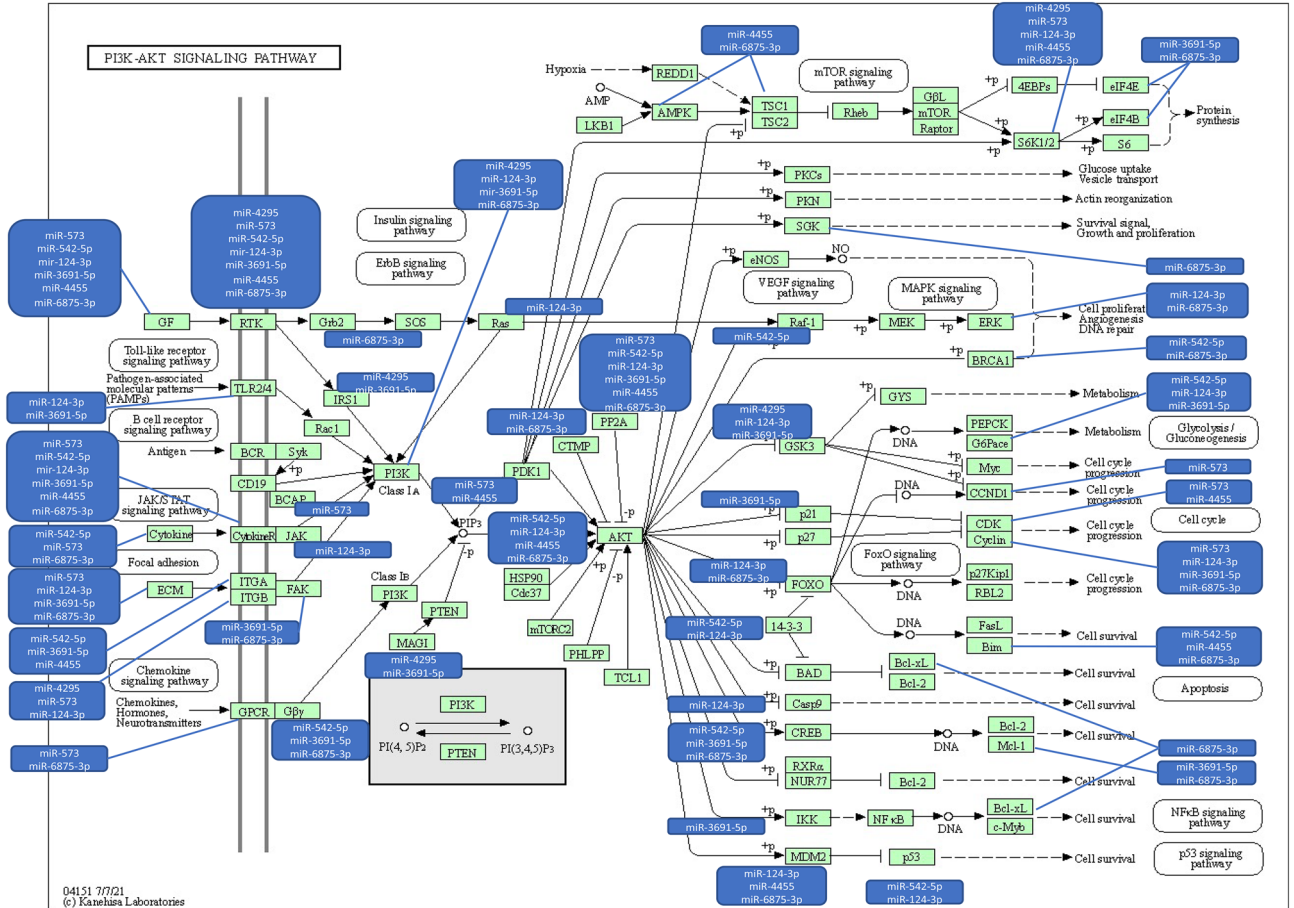 PI3K-AKT SIGNALING PATHWAY
miR-4455
miR-6875-3p
miR-4295
miR-573
miR-124-3p
miR-4455
miR-6875-3p
miR-3691-5p
miR-6875-3p
Hypoxia
REDD1
mTOR signaling
pathway
AMP
LKB1
AMPK
TSC1
TSC2
+p
Rheb
GβL
mTOR
Raptor
+p
+p
4EBPs
eIF4E
eIF4B
S6K1/2
+p
+p
+p
S6
Protein
synthesis
miR-4295
miR-124-3p
mir-3691-5p
miR-6875-3p
+p
PKCs
Glucose uptake
Vesicle transport
+p
PKN
Actin reorganization
+p
SGK
Survival signal,
Growth and proliferation
miR-6875-3p
miR-4295
miR-573
miR-542-5p
mir-124-3p
miR-3691-5p
miR-4455
miR-6875-3p
miR-573
miR-542-5p
mir-124-3p
miR-3691-5p
miR-4455
miR-6875-3p
Insulin signaling
pathway
ErbB signaling
pathway
+p
eNOS
NO
VEGF signaling
pathway
MAPK signaling
pathway
miR-124-3p
miR-6875-3p
GF
RTK
Grb2
SOS
Ras
miR-124-3p
miR-6875-3p
Raf-1
+p
MEK
+p
ERK
miR-542-5p
Cell proliferat
Angiogenesis
DNA repair
+p
BRCA1
miR-542-5p
miR-6875-3p
Toll-like receptor
signaling pathway
Pathogen-associated
molecular patterns
(PAMPs)
TLR2/4
miR-124-3p
miR-3691-5p
miR-4295
miR-3691-5p
IRS1
Rac1
miR-573
miR-542-5p
miR-124-3p
miR-3691-5p
miR-4455
miR-6875-3p
PP2A
miR-124-3p
miR-6875-3p
CTMP
miR-4295
miR-124-3p
miR-3691-5p
GSK3
+p
GYS
Metabolism
miR-542-5p
miR-124-3p
miR-3691-5p
DNA
PEPCK
G6Pace
Metabolism
Glycolysis /
Gluconeogenesis
B cell receptor
signaling pathway
Antigen
BCR
Syk
+p
CD19
BCAP
PI3K
Class IA
PDK1
+p
+p
Myc
Cell cycle
progression
miR-573
DNA
CCND1
Cell cycle
progression
miR-573
miR-4455
miR-573
miR-542-5p
mir-124-3p
miR-3691-5p
miR-4455
miR-6875-3p
JAK/STAT
signaling pathway
miR-573
miR-573
miR-4455
miR-3691-5p
+p
p21
+p
p27
CDK
Cyclin
Cell cycle
progression
Cell cycle
Cytokine
CytokineR
JAK
miR-124-3p
PIP3
-p
miR-542-5p
miR-124-3p
miR-4455
miR-6875-3p
-p
AKT
+p
-p
miR-542-5p
miR-573
miR-6875-3p
Focal adhesion
FoxO signaling
pathway
miR-573
miR-124-3p
miR-3691-5p
miR-6875-3p
miR-573
mir-124-3p
miR-3691-5p
miR-6875-3p
ECM
ITGA
ITGB
FAK
Class IB
PI3K
HSP90
Cdc37
miR-124-3p
miR-6875-3p
+p
FOXO
DNA
p27Kip1
RBL2
Cell cycle
progression
PTEN
MAGI
mTORC2
PHLPP
TCL1
miR-3691-5p
miR-6875-3p
miR-542-5p
miR-3691-5p
miR-4455
miR-542-5p
miR-124-3p
14-3-3
DNA
FasL
Bim
Cell survival
miR-542-5p
miR-4455
miR-6875-3p
miR-4295
miR-3691-5p
+p
BAD
Bcl-xL
Bcl-2
Cell survival
Apoptosis
Chemokine
signaling pathway
miR-4295
miR-573
miR-124-3p
Chemokines,
Hormones,
Neurotransmitters
GPCR
Gβγ
miR-124-3p
+p
Casp9
Cell survival
miR-542-5p
miR-3691-5p
miR-6875-3p
PI3K
PI(4, 5)P2
PI(3,4,5)P3
PTEN
miR-542-5p
miR-3691-5p
miR-6875-3p
+p
CREB
DNA
Bcl-2
Mcl-1
Cell survival
miR-6875-3p
miR-573
miR-6875-3p
+p
RXRα
NUR77
Bcl-2
Cell survival
miR-3691-5p
miR-6875-3p
miR-3691-5p
+p
IKK
NFκB
DNA
Bcl-xL
c-Myb
Cell survival
NFκB signaling
pathway
+p
MDM2
p53
Cell survival
p53 signaling
pathway
miR-124-3p
miR-4455
miR-6875-3p
miR-542-5p
miR-124-3p
04151 7/7/21
(c) Kanehisa Laboratories